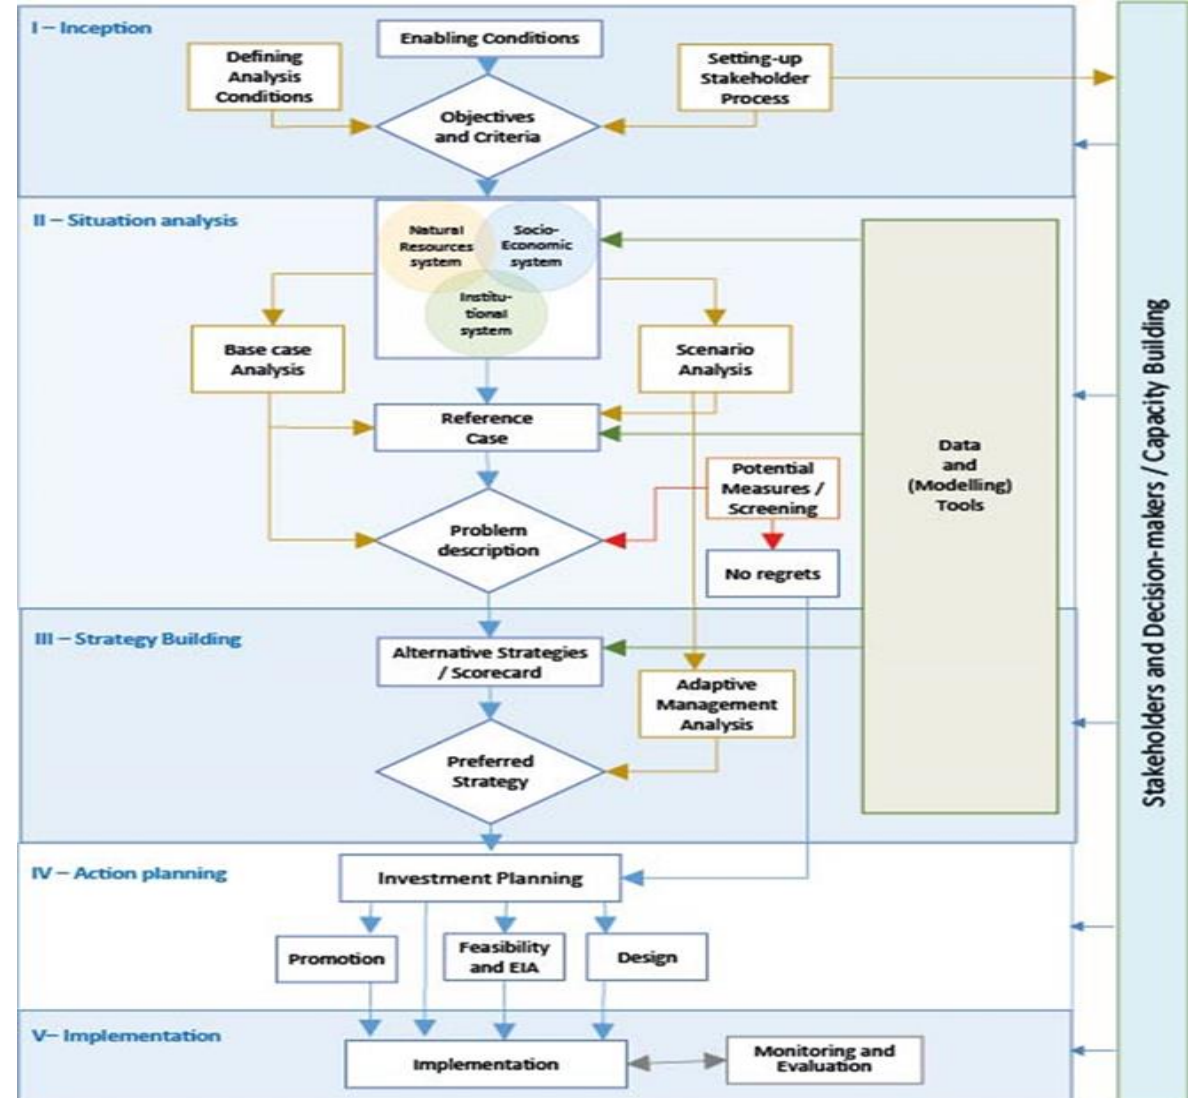 I – Inception
Enabling Conditions
Defining
Analysis
Conditions
Setting-up
Stakeholder
Process
Objectives
and Criteria
II – Situation analysis
Natural
Resources
system
Socio-
Economic
system
Institu-
tional
system
Base case
Analysis
Scenario
Analysis
Reference
Case
Potential
Measures /
Screening
Problem
description
No regrets
Data
and
(Modelling)
Tools
Stakeholders and Decision-makers / Capacity Building
III – Strategy Building
Alternative Strategies
/ Scorecard
Adaptive
Management
Analysis
Preferred
Strategy
IV – Action planning
Investment Planning
Promotion
Feasibility
and EIA
Design
V– Implementation
Implementation
Monitoring and
Evaluation